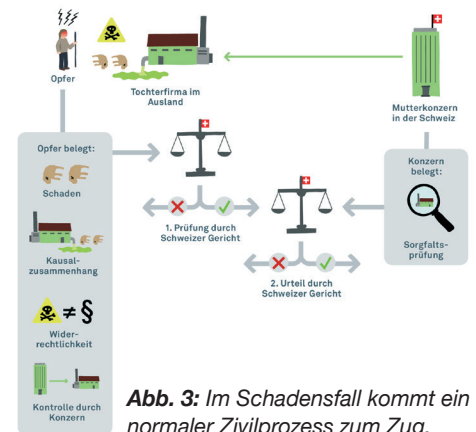 Opfer
Tochterfirma im
Ausland
Mutterkonzern
in der Schweiz
Opfer belegt:
Schaden
Kausal-
zusammenhang
≠ §
Wider-
rechtlichkeit
Kontrolle durch
Konzern
1. Prüfung durch
Schweizer Gericht
2. Urteil durch
Schweizer Gericht
Konzern
belegt:
Sorgfalts-
prüfung
Abb. 3: Im Schadensfall kommt ein
normaler Zivilprozess zum Zug.